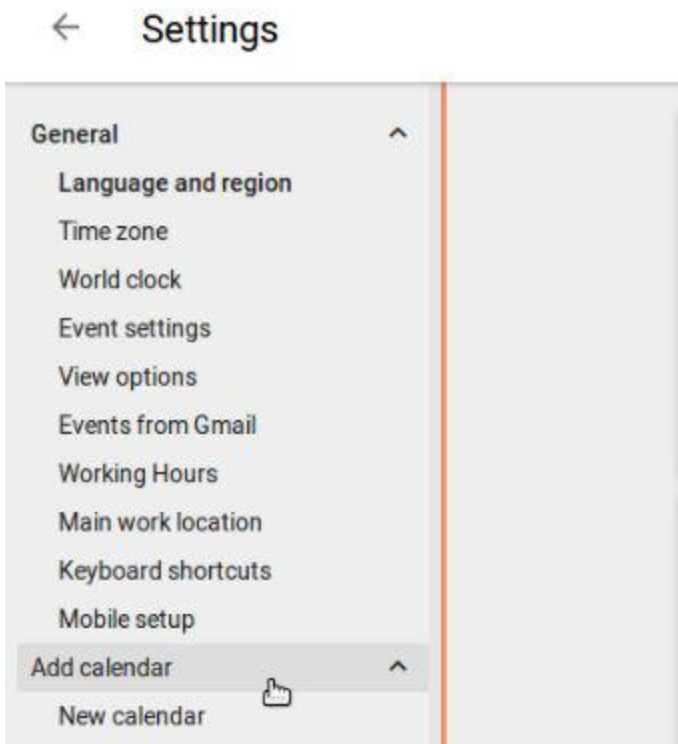 Settings
General
Language and region
Time zone
World clock
Event settings
View options
Events from Gmail
Working Hours
Main work location
Keyboard shortcuts
Mobile setup
Add calendar
New calendar